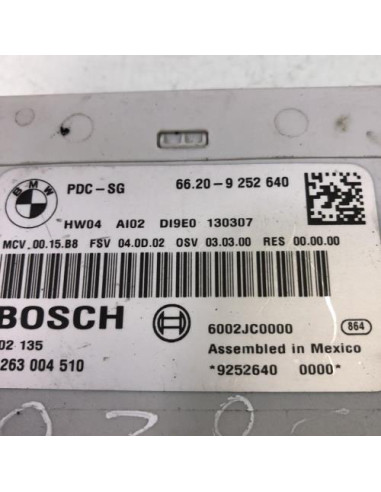 BMW PDC-SG 66.20-9 252 640
HW04 AI02 DI9E0 130307
MCV.00.15.B8 FSV 04.0D.02 OSV 03.03.00 RES 00.00.00
BOSCH
6002JC0000 864
02 135
Assembled in Mexico
263 004 510
*9252640 0000*